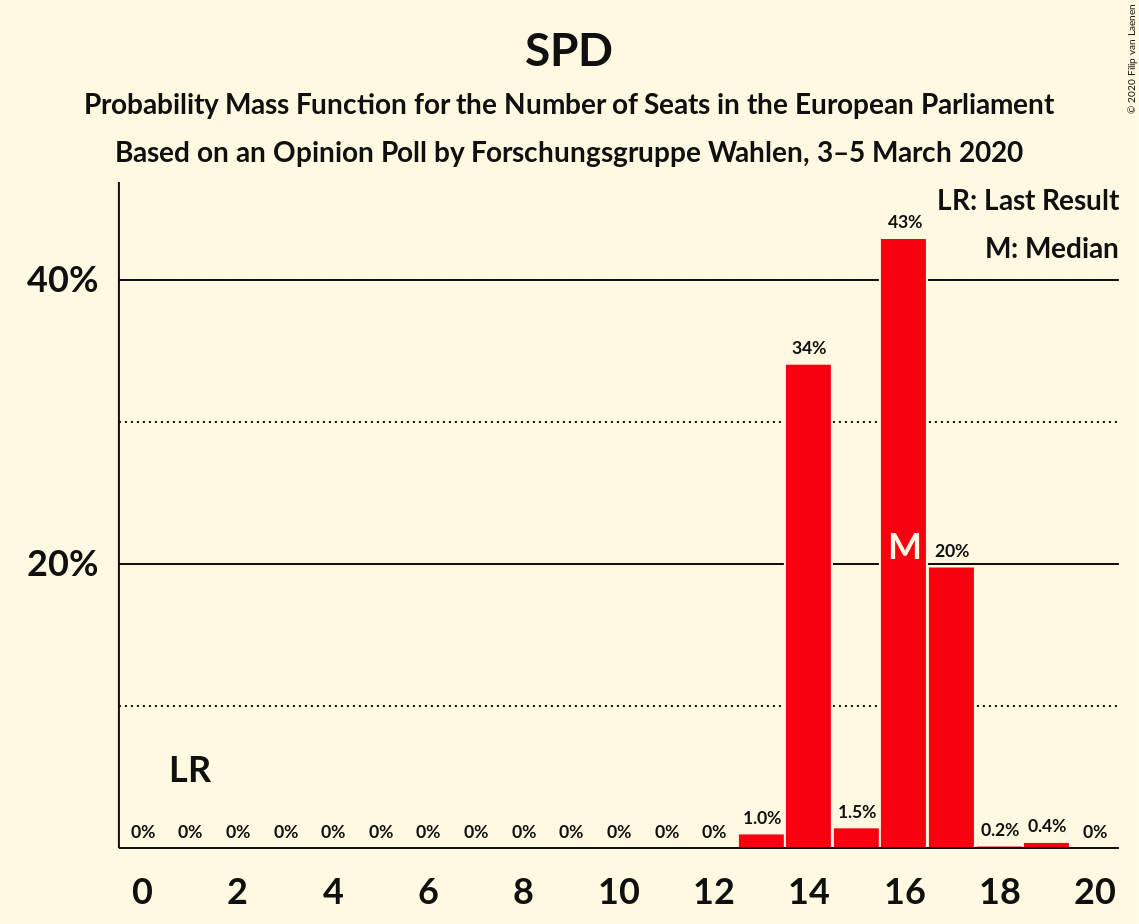 SPD
Probability Mass Function for the Number of Seats in the European Parliament
Based on an Opinion Poll by Forschungsgruppe Wahlen, 3–5 March 2020
© 2020 Filip van Laenen
LR: Last Result
M: Median
43%
40%
34%
M
20%
20%
LR
0% 0% 0% 0% 0% 0% 0% 0% 0% 0% 0% 0% 0% 1.0% 1.5% 0.2% 0.4% 0%
0 2 4 6 8 10 12 14 16 18 20